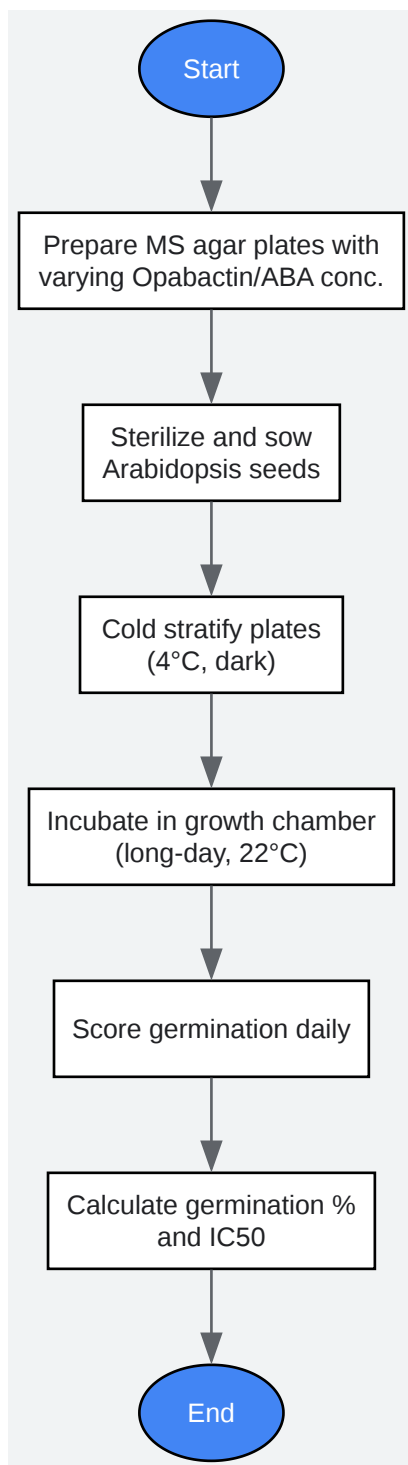 Start
Prepare MS agar plates with
varying Opabactin/ABA conc.
Sterilize and sow
Arabidopsis seeds
Cold stratify plates
(4°C, dark)
Incubate in growth chamber
(long-day, 22°C)
Score germination daily
Calculate germination %
and IC50
End